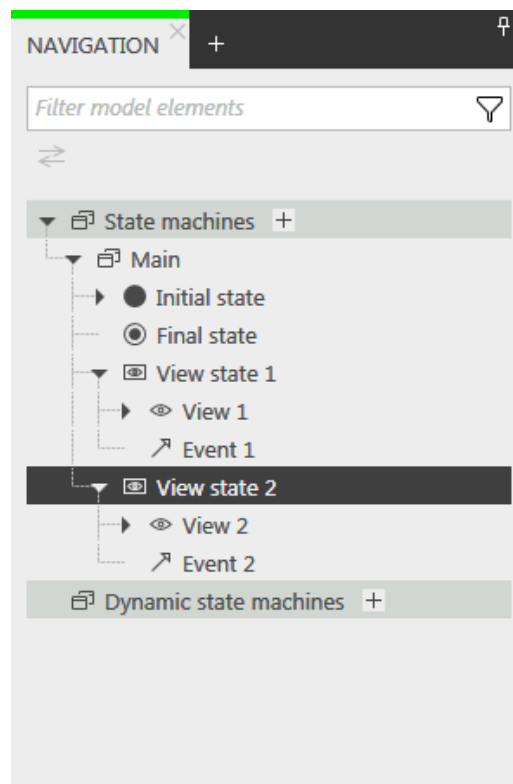 NAVIGATION
Filter model elements
State machines
Main
Initial state
Final state
View state 1
View 1
Event 1
View state 2
View 2
Event 2
Dynamic state machines